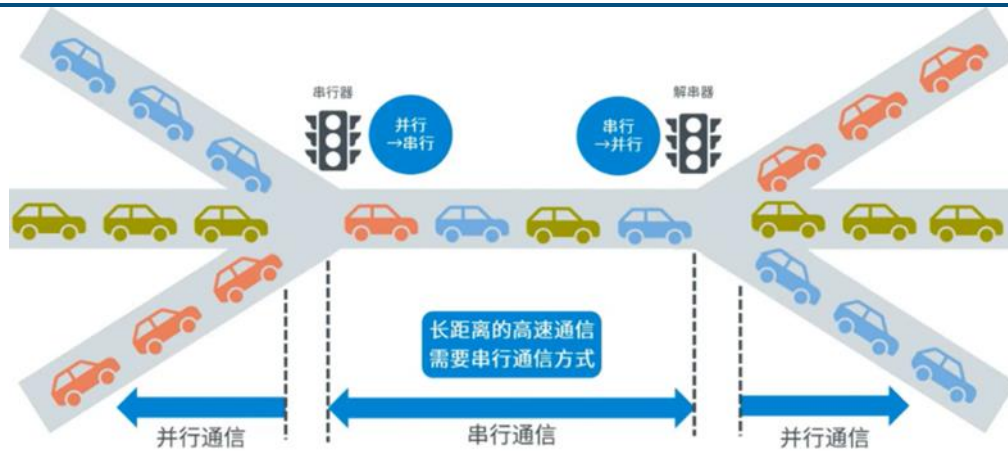 串行器
并行
→串行
串行
→并行
解串器
长距离的高速通信
需要串行通信方式
并行通信
串行通信
并行通信